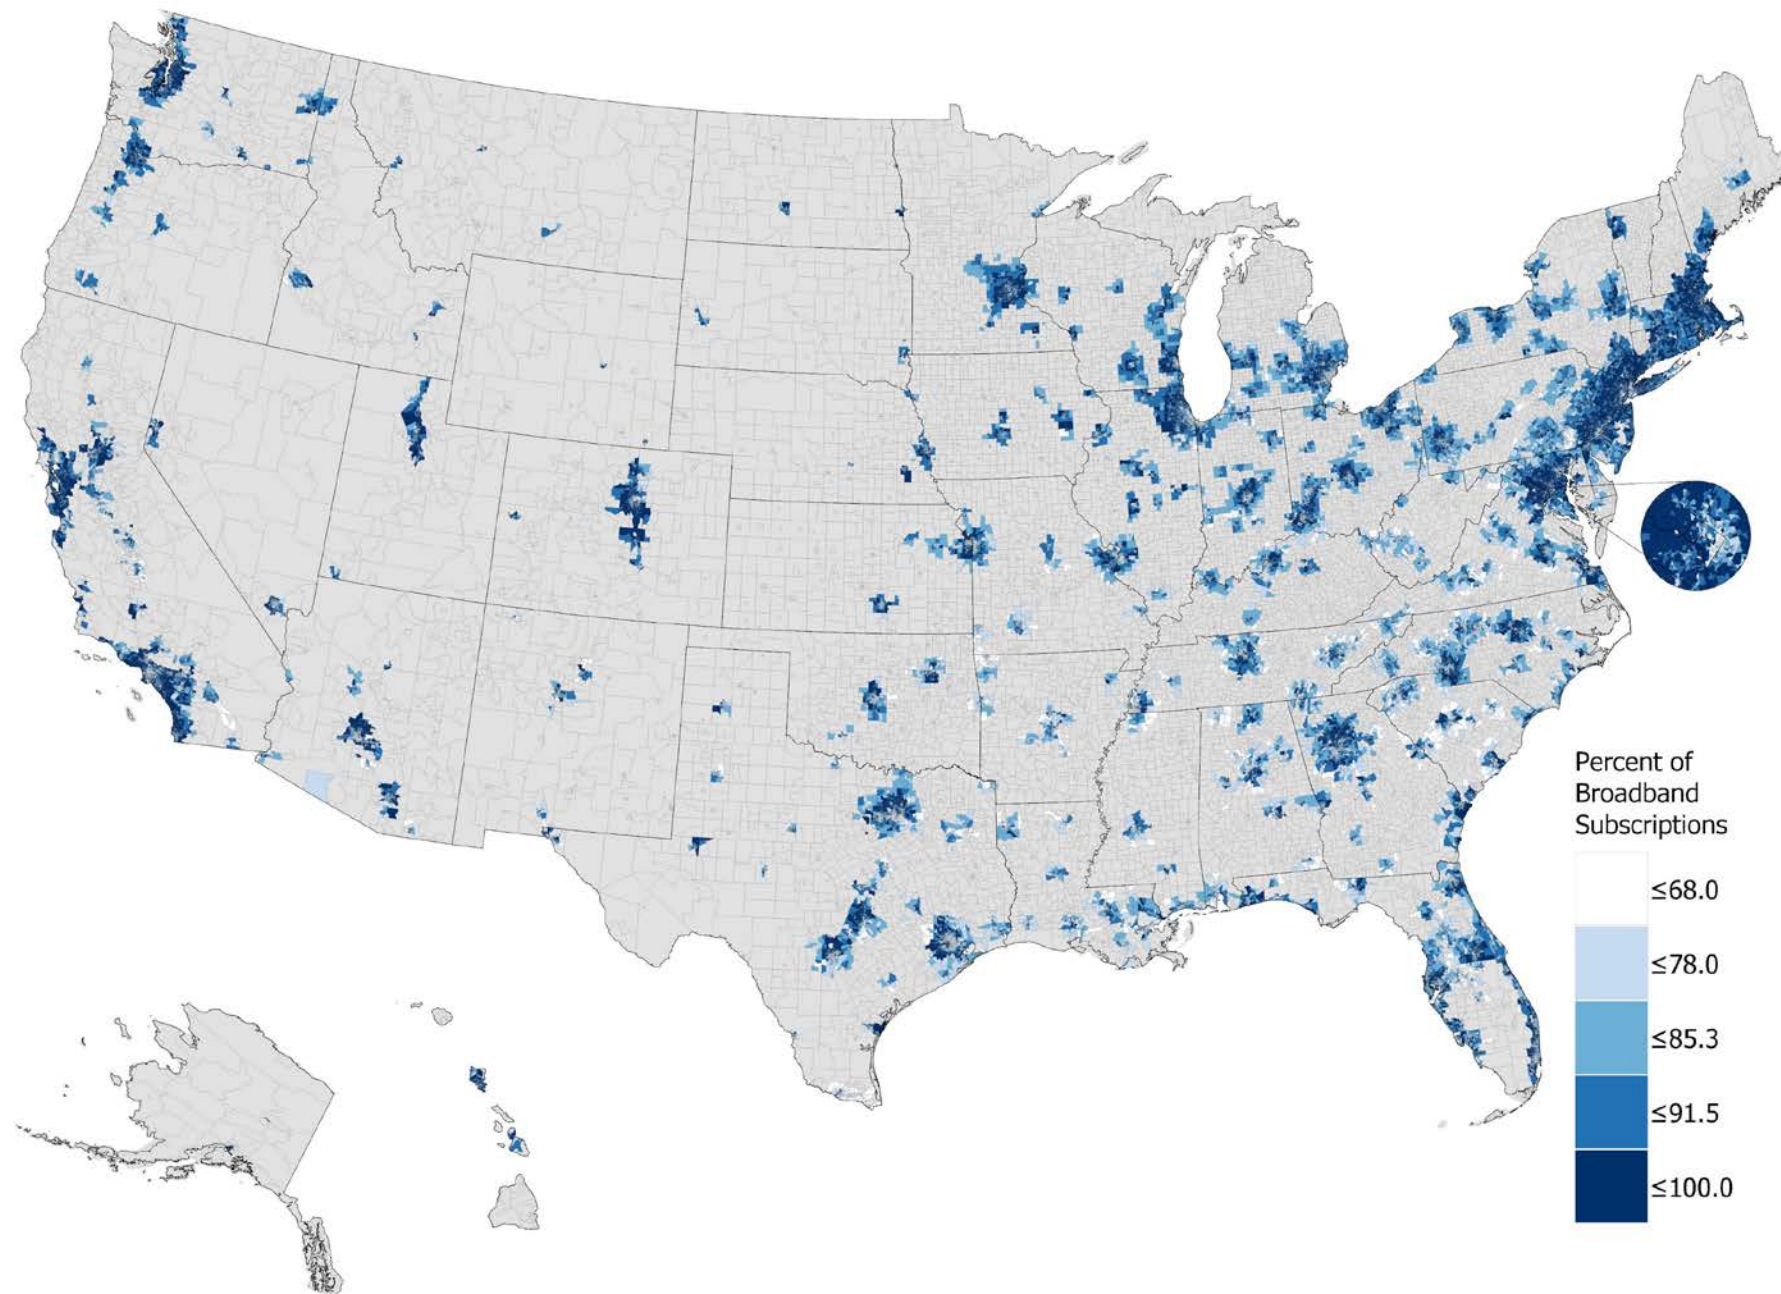 Percent of
Broadband
Subscriptions
≤68.0
≤78.0
≤85.3
≤91.5
≤100.0